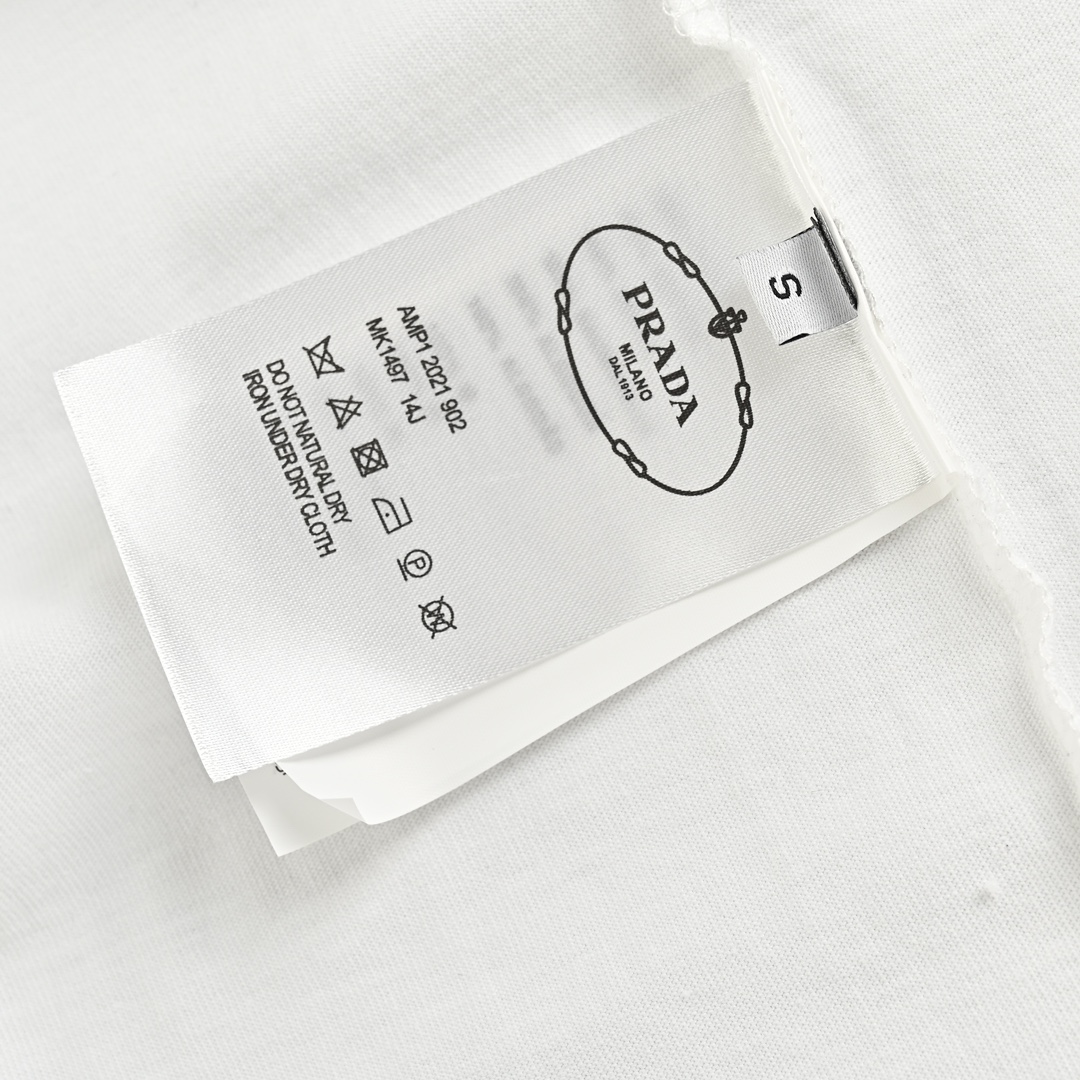 S
PRADA
MILANO
DAL 1913
AMP1 2021 902
MK1497 14J
P
DO NOT NATURAL DRY
IRON UNDER DRY CLOTH